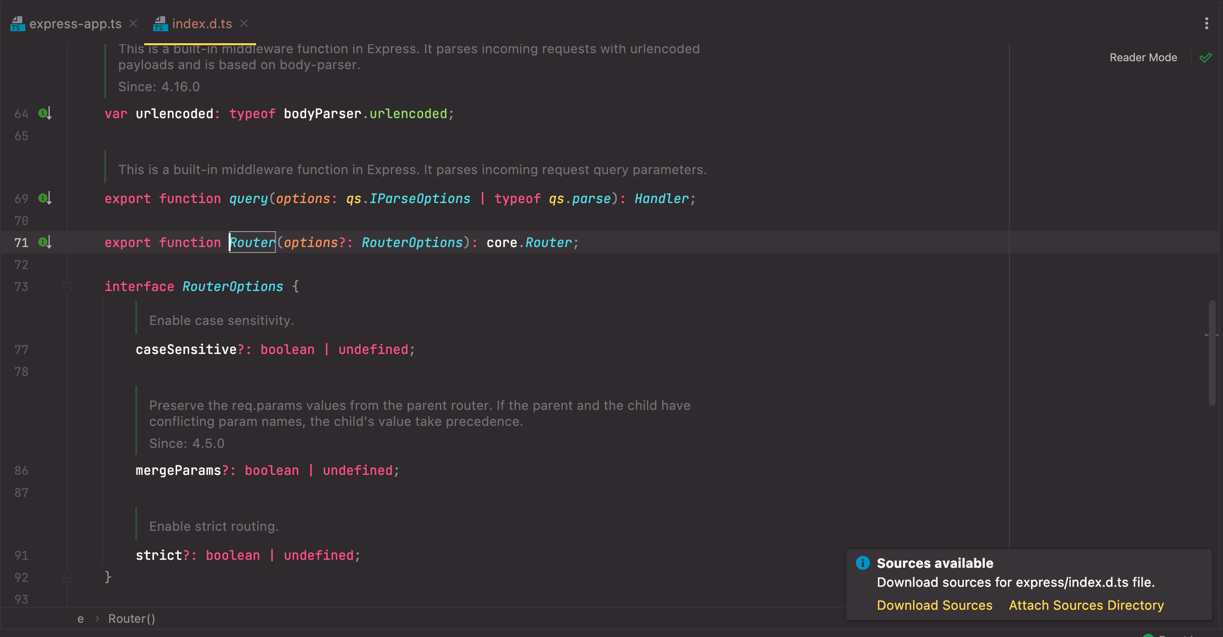 express-app.ts
index.d.ts
This is a built-in middleware function in Express. It parses incoming requests with urlencoded
payloads and is based on body-parser.
Reader Mode
Since: 4.16.0
64 var urlencoded: typeof bodyParser.urlencoded;
65
This is a built-in middleware function in Express. It parses incoming request query parameters.
69 export function query(options: qs.IParseOptions | typeof qs.parse): Handler;
70
71 export function Router(options?: RouterOptions): core.Router;
72
73 interface RouterOptions {
Enable case sensitivity.
77 caseSensitive?: boolean | undefined;
78
Preserve the req.params values from the parent router. If the parent and the child have
conflicting param names, the child's value take precedence.
Since: 4.5.0
86 mergeParams?: boolean | undefined;
87
Enable strict routing.
91 strict?: boolean | undefined;
92 }
93
Sources available
Download sources for express/index.d.ts file.
Download Sources Attach Sources Directory
e › Router()